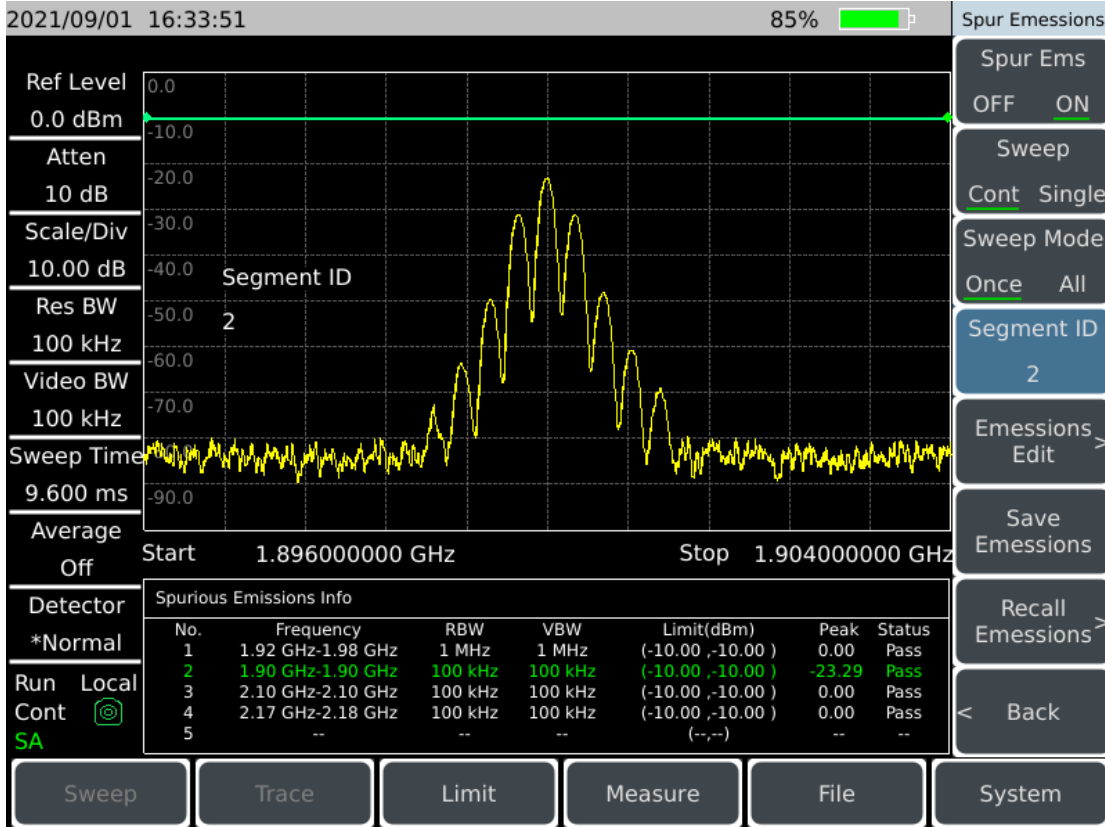 2021/09/01 16:33:51 85%
Spur Emessions
Ref Level
0.0 dBm
Atten
10 dB
Scale/Div
10.00 dB
Res BW
100 kHz
Video BW
100 kHz
Sweep Time
9.600 ms
Average
Off
Detector
*Normal
Run Local
Cont
SA
0.0
-10.0
-20.0
-30.0
-40.0
-50.0
-60.0
-70.0
-90.0
Segment ID
2
Start 1.896000000 GHz Stop 1.904000000 GHz
Spurious Emissions Info
No. Frequency RBW VBW Limit(dBm) Peak Status
1 1.92 GHz-1.98 GHz 1 MHz 1 MHz (-10.00 ,-10.00 ) 0.00 Pass
2 1.90 GHz-1.90 GHz 100 kHz 100 kHz (-10.00 ,-10.00 ) -23.29 Pass
3 2.10 GHz-2.10 GHz 100 kHz 100 kHz (-10.00 ,-10.00 ) 0.00 Pass
4 2.17 GHz-2.18 GHz 100 kHz 100 kHz (-10.00 ,-10.00 ) 0.00 Pass
5 -- -- -- (--,--) -- --
Spur Ems
OFF ON
Sweep
Cont Single
Sweep Mode
Once All
Segment ID
2
Emessions >
Edit
Save
Emessions
Recall >
Emessions
< Back
Sweep Trace Limit Measure File System